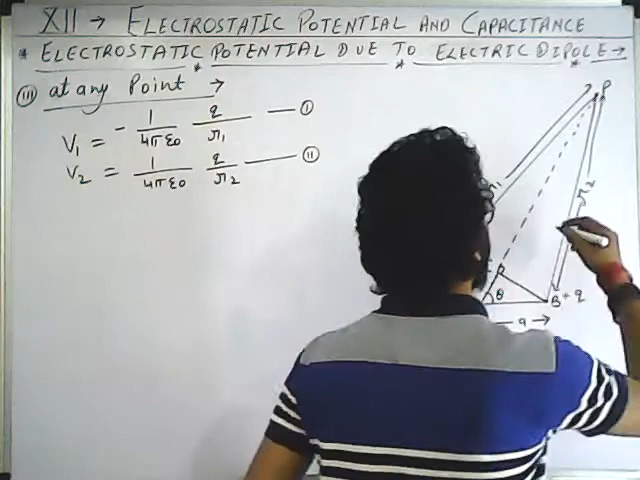 XII → ELECTROSTATIC POTENTIAL AND CAPACITANCE
* ELECTROSTATIC POTENTIAL DUE TO ELECTRIC DIPOLE →
(III) at any Point →
V1 = - 1/4πε0 q/r1 — (I)
V2 = 1/4πε0 q/r2 — (II)
P
r2
θ
B + q
a →